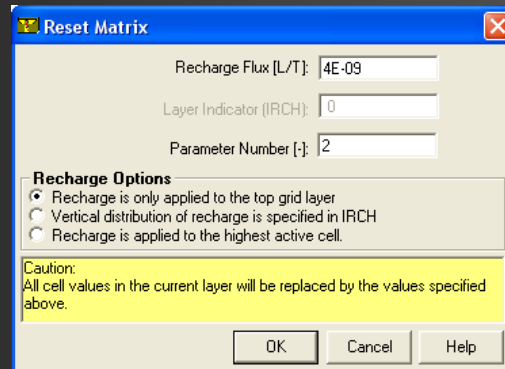 Reset Matrix
Recharge Flux [L/T]: 4E-09
Layer Indicator (IRCH): 0
Parameter Number [-]: 2
Recharge Options
Recharge is only applied to the top grid layer
Vertical distribution of recharge is specified in IRCH
Recharge is applied to the highest active cell.
Caution:
All cell values in the current layer will be replaced by the values specified
above.
OK Cancel Help